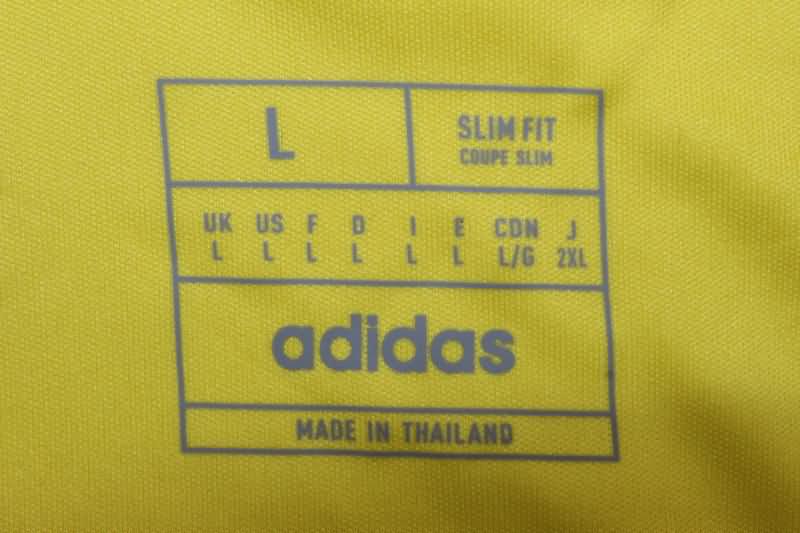 L
SLIM FIT
COUPE SLIM
UK US F D I E CDN J
L L L L L L L/G 2XL
adidas
MADE IN THAILAND